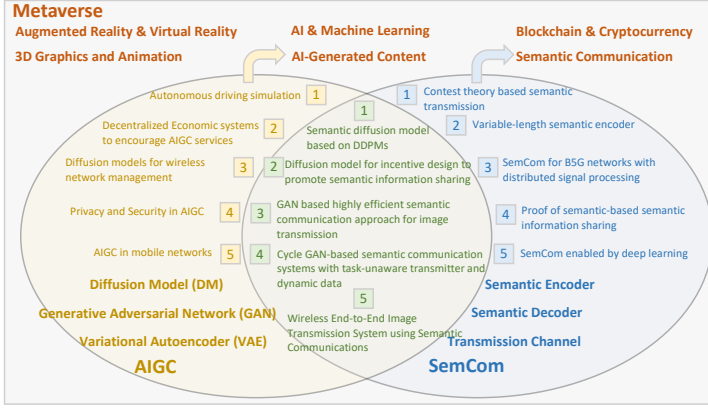 Metaverse
Augmented Reality & Virtual Reality
AI & Machine Learning
Blockchain & Cryptocurrency
3D Graphics and Animation
AI-Generated Content
Semantic Communication
Autonomous driving simulation
1
Decentralized Economic systems
to encourage AIGC services
2
Diffusion models for wireless
network management
3
Privacy and Security in AIGC
4
AIGC in mobile networks
5
Diffusion Model (DM)
Generative Adversarial Network (GAN)
Variational Autoencoder (VAE)
AIGC
1
Semantic diffusion model
based on DDPMs
2
Diffusion model for incentive design to
promote semantic information sharing
3
GAN based highly efficient semantic
communication approach for image
transmission
4
Cycle GAN-based semantic communication
systems with task-unaware transmitter and
dynamic data
5
Wireless End-to-End Image
Transmission System using Semantic
Communications
1
Contest theory based semantic
transmission
2
Variable-length semantic encoder
3
SemCom for B5G networks with
distributed signal processing
4
Proof of semantic-based semantic
information sharing
5
SemCom enabled by deep learning
Semantic Encoder
Semantic Decoder
Transmission Channel
SemCom